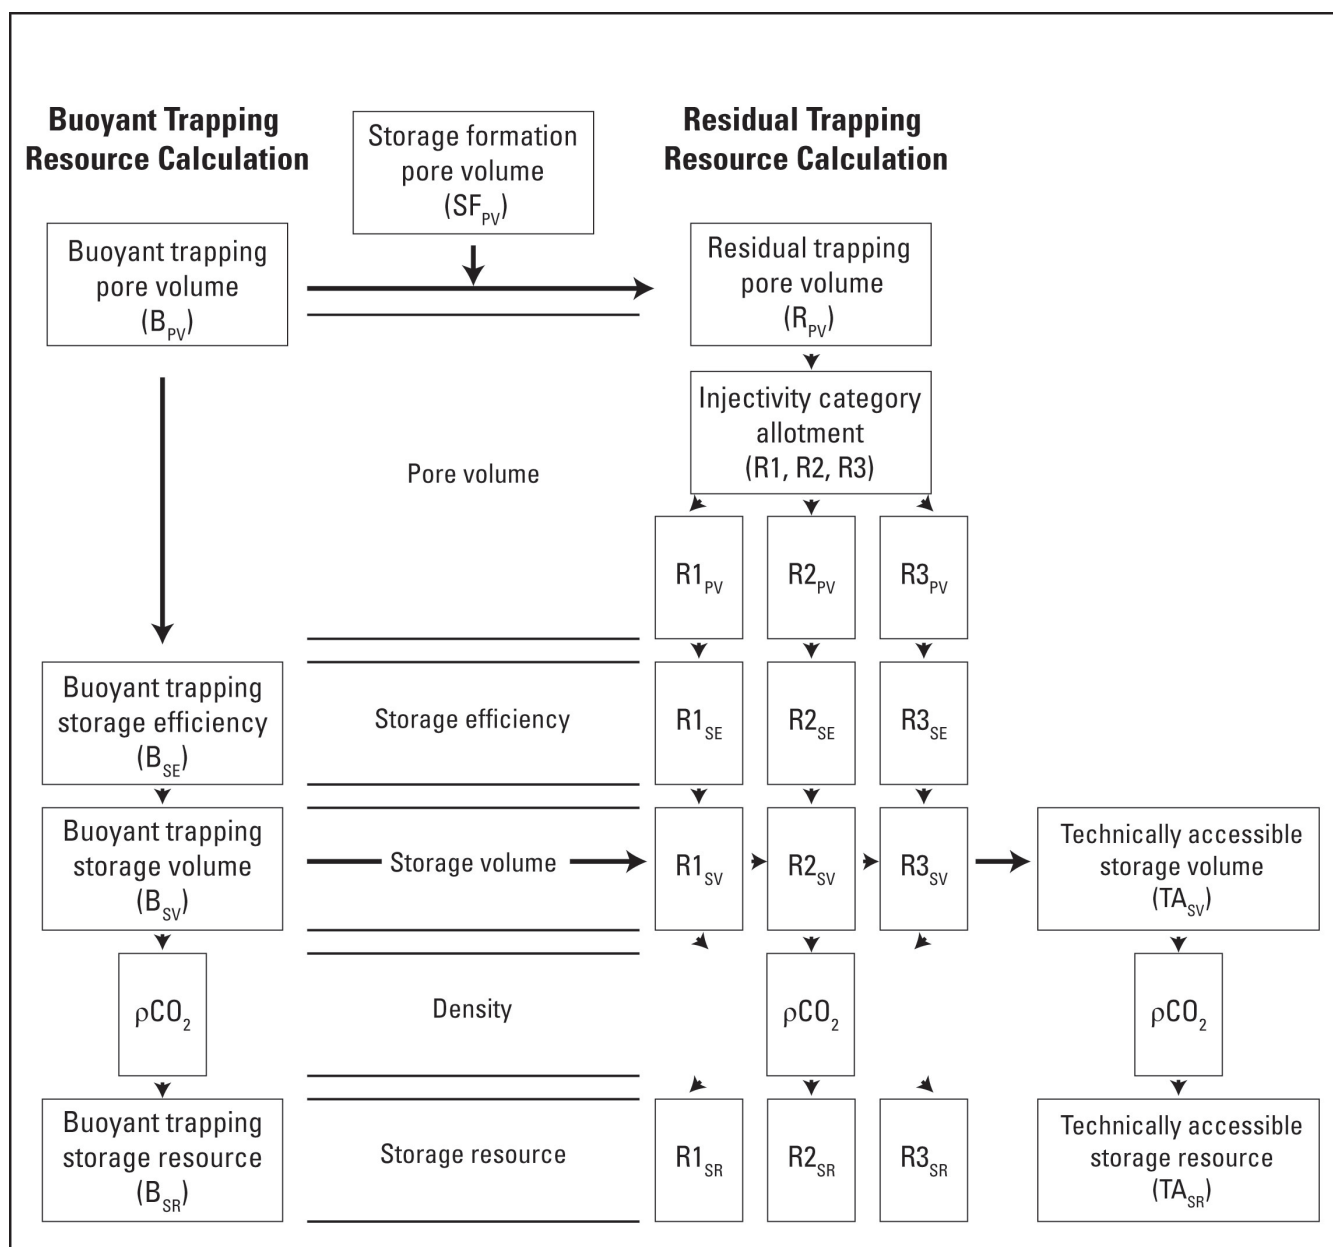 Buoyant Trapping
Resource Calculation
Storage formation
pore volume
(SF_PV)
Residual Trapping
Resource Calculation
Buoyant trapping
pore volume
(B_PV)
Residual trapping
pore volume
(R_PV)
Injectivity category
allotment
(R1, R2, R3)
Pore volume
R1_PV
R2_PV
R3_PV
Buoyant trapping
storage efficiency
(B_SE)
Storage efficiency
R1_SE
R2_SE
R3_SE
Buoyant trapping
storage volume
(B_SV)
Storage volume
R1_SV
R2_SV
R3_SV
Technically accessible
storage volume
(TA_SV)
ρCO₂
Density
ρCO₂
ρCO₂
Buoyant trapping
storage resource
(B_SR)
Storage resource
R1_SR
R2_SR
R3_SR
Technically accessible
storage resource
(TA_SR)